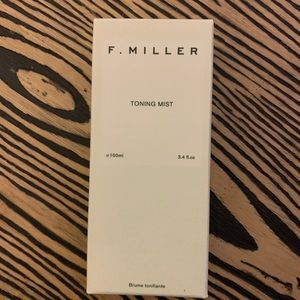 F. MILLER
TONING MIST
℮ 100ml 3.4 fl.oz
Brume tonifiante